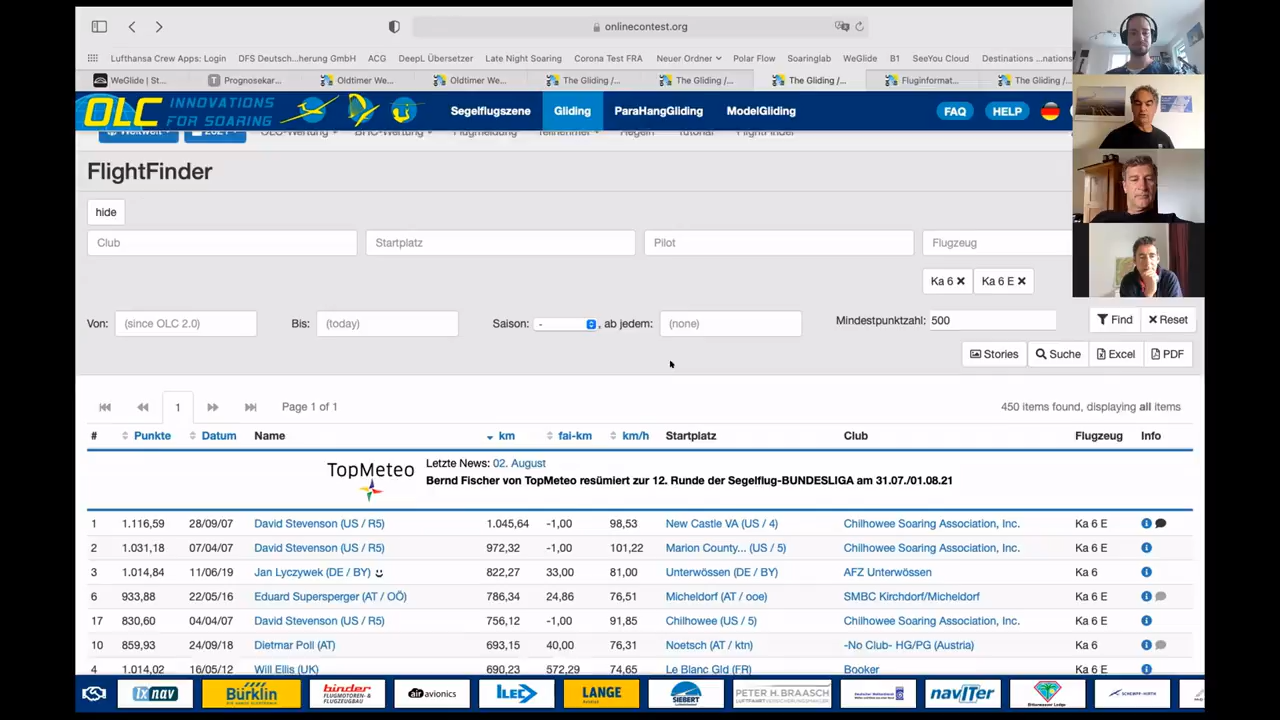 onlinecontest.org
Lufthansa Crew Apps: Login DFS Deutsch...herung GmbH ACG DeepL Übersetzer Late Night Soaring Corona Test FRA Neuer Ordner Polar Flow Soaringlab WeGlide B1 SeeYou Cloud Destinations ...nations
WeGlide | St... Prognosekar... Oldtimer We... Oldtimer We... The Gliding /... The Gliding /... The Gliding /... Fluginformat... The Gliding /...
OLC INNOVATIONS FOR SOARING Segelflugszene Gliding ParaHangGliding ModelGliding FAQ HELP
FlightFinder
hide
Club Startplatz Pilot Flugzeug
Ka 6 Ka 6 E
Von: (since OLC 2.0) Bis: (today) Saison: - , ab jedem: (none) Mindestpunktzahl: 500 Find Reset
Stories Suche Excel PDF
1 Page 1 of 1 450 items found, displaying all items
# Punkte Datum Name km fai-km km/h Startplatz Club Flugzeug Info
TopMeteo Letzte News: 02. August
Bernd Fischer von TopMeteo resümiert zur 12. Runde der Segelflug-BUNDESLIGA am 31.07./01.08.21
1 1.116,59 28/09/07 David Stevenson (US / R5) 1.045,64 -1,00 98,53 New Castle VA (US / 4) Chilhowee Soaring Association, Inc. Ka 6 E
2 1.031,18 07/04/07 David Stevenson (US / R5) 972,32 -1,00 101,22 Marion County... (US / 5) Chilhowee Soaring Association, Inc. Ka 6 E
3 1.014,84 11/06/19 Jan Lyczywek (DE / BY) 822,27 33,00 81,00 Unterwössen (DE / BY) AFZ Unterwössen Ka 6
6 933,88 22/05/16 Eduard Supersperger (AT / OÖ) 786,34 24,86 76,51 Micheldorf (AT / ooe) SMBC Kirchdorf/Micheldorf Ka 6 E
17 830,60 04/04/07 David Stevenson (US / R5) 756,12 -1,00 91,85 Chilhowee (US / 5) Chilhowee Soaring Association, Inc. Ka 6 E
10 859,93 24/09/18 Dietmar Poll (AT) 693,15 40,00 76,31 Noetsch (AT / ktn) -No Club- HG/PG (Austria) Ka 6
4 1.014,02 16/05/12 Will Ellis (UK) 690,23 572,29 74,65 Le Blanc Gld (FR) Booker Ka 6 E
lxnav Bürklin binder FLUGMOTOREN- & FLUGZEUGBAU air avionics LANGE SIEBERT PETER H.BRAASCH naviter